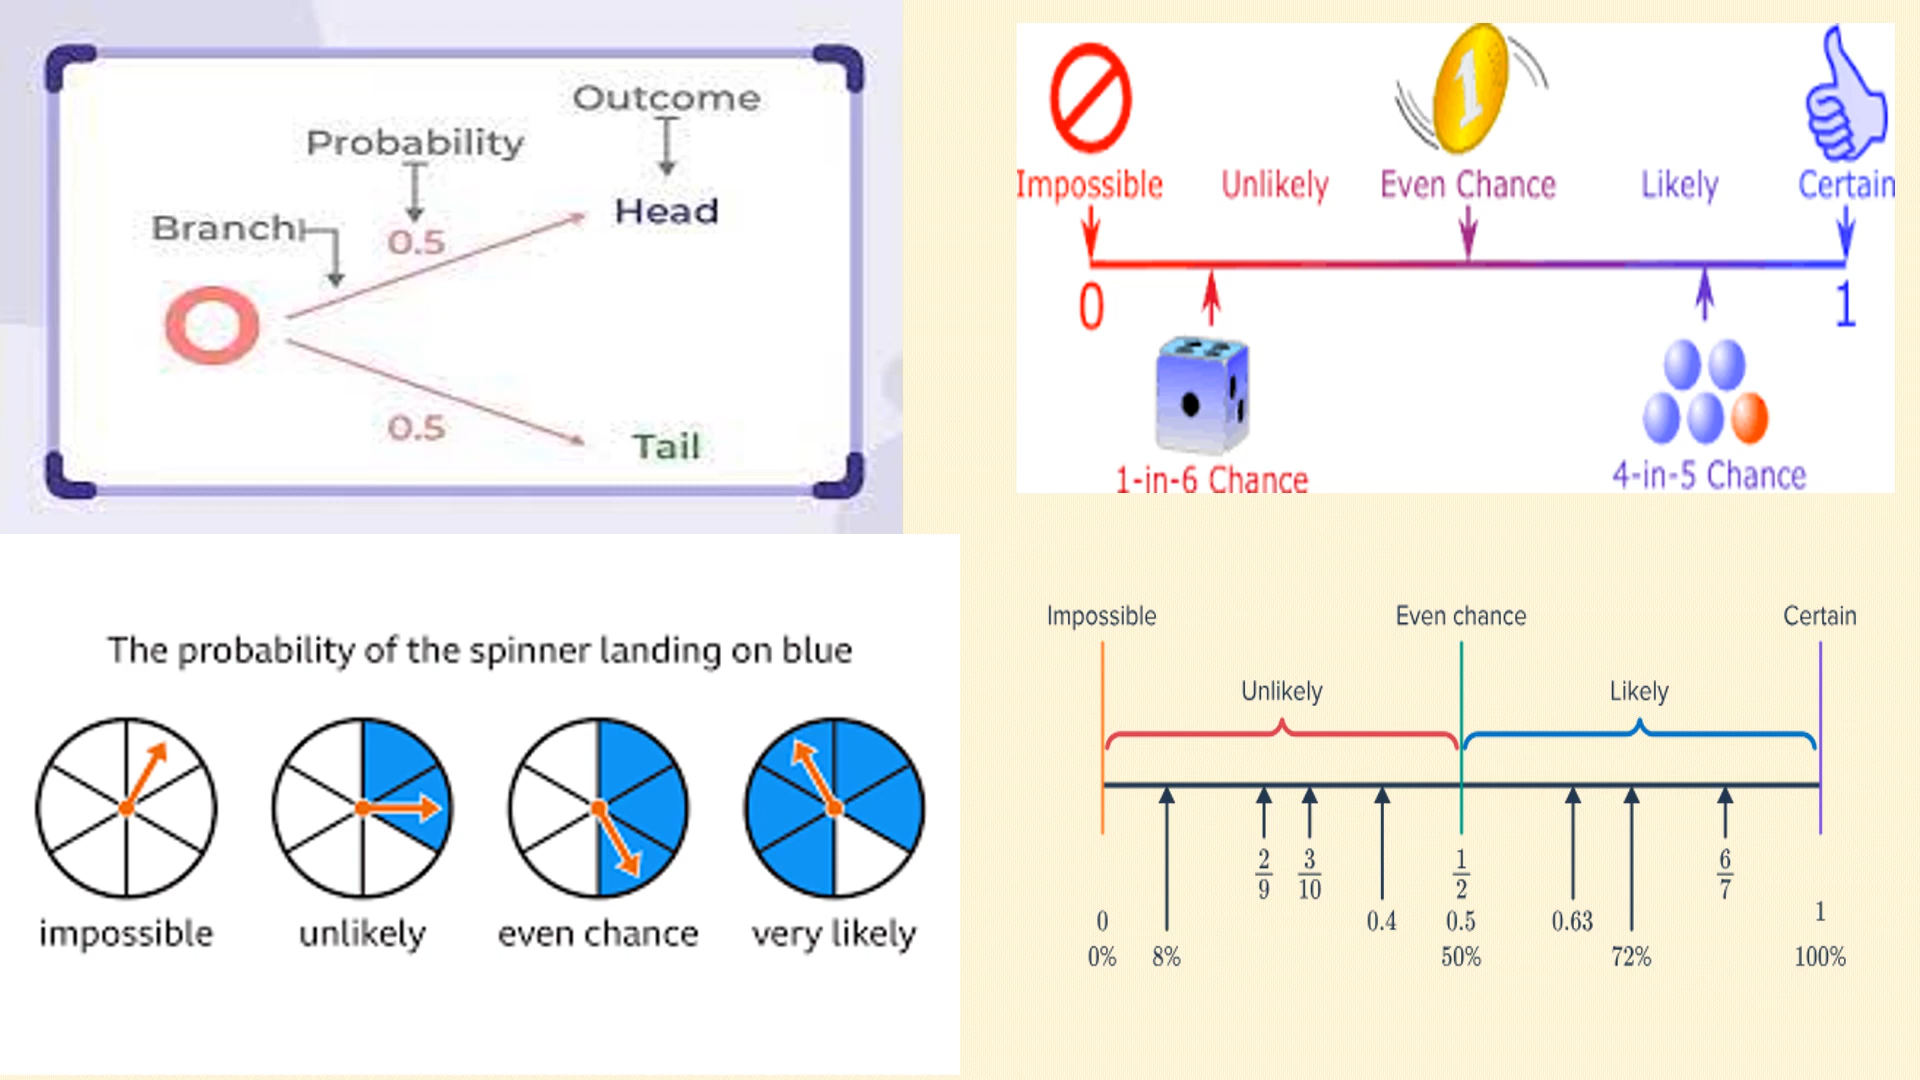 Outcome
Probability
Head
Branch
0.5
0.5
Tail
1
Impossible Unlikely Even Chance Likely Certain
0 1
1-in-6 Chance 4-in-5 Chance
The probability of the spinner landing on blue
impossible unlikely even chance very likely
Impossible Even chance Certain
Unlikely Likely
2/9 3/10 1/2 6/7
0 0.4 0.5 0.63 1
0% 8% 50% 72% 100%